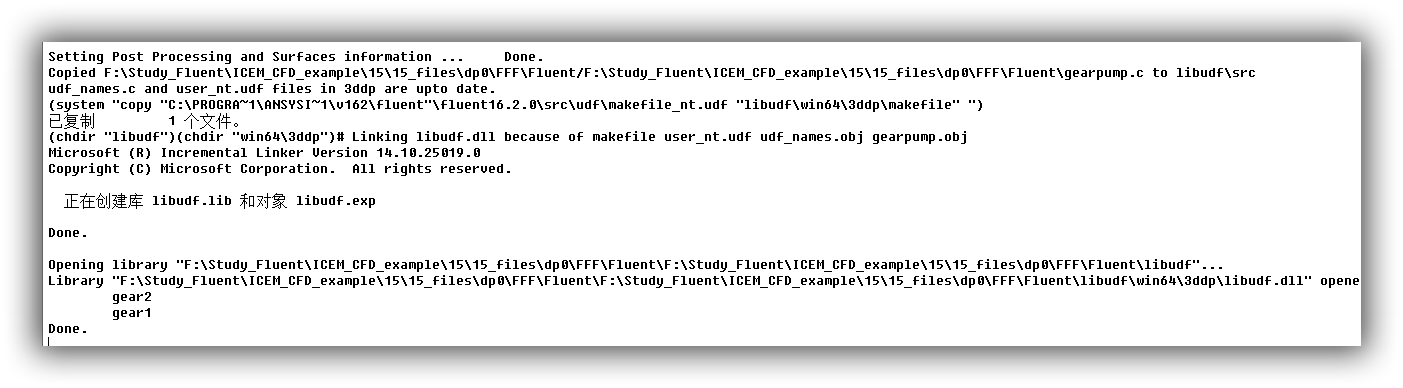 Setting Post Processing and Surfaces information ...     Done.
Copied F:\Study_Fluent\ICEM_CFD_example\15\15_files\dp0\FFF\Fluent/F:\Study_Fluent\ICEM_CFD_example\15\15_files\dp0\FFF\Fluent\gearpump.c to libudf\src
udf_names.c and user_nt.udf files in 3ddp are upto date.
(system "copy "C:\PROGRA~1\ANSYSI~1\v162\fluent"\fluent16.2.0\src\udf\makefile_nt.udf "libudf\win64\3ddp\makefile" ")
已复制         1 个文件。
(chdir "libudf")(chdir "win64\3ddp")# Linking libudf.dll because of makefile user_nt.udf udf_names.obj gearpump.obj
Microsoft (R) Incremental Linker Version 14.10.25019.0
Copyright (C) Microsoft Corporation.  All rights reserved.
正在创建库 libudf.lib 和对象 libudf.exp
Done.
Opening library "F:\Study_Fluent\ICEM_CFD_example\15\15_files\dp0\FFF\Fluent\F:\Study_Fluent\ICEM_CFD_example\15\15_files\dp0\FFF\Fluent\libudf"...
Library "F:\Study_Fluent\ICEM_CFD_example\15\15_files\dp0\FFF\Fluent\F:\Study_Fluent\ICEM_CFD_example\15\15_files\dp0\FFF\Fluent\libudf\win64\3ddp\libudf.dll" opene
gear2
gear1
Done.